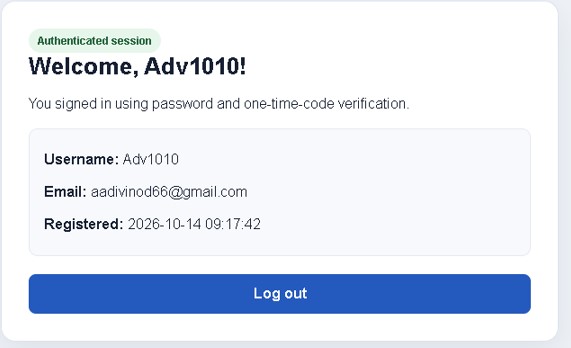 Authenticated session
Welcome, Adv1010!
You signed in using password and one-time-code verification.
Username: Adv1010
Email: aadivinod66@gmail.com
Registered: 2026-10-14 09:17:42
Log out